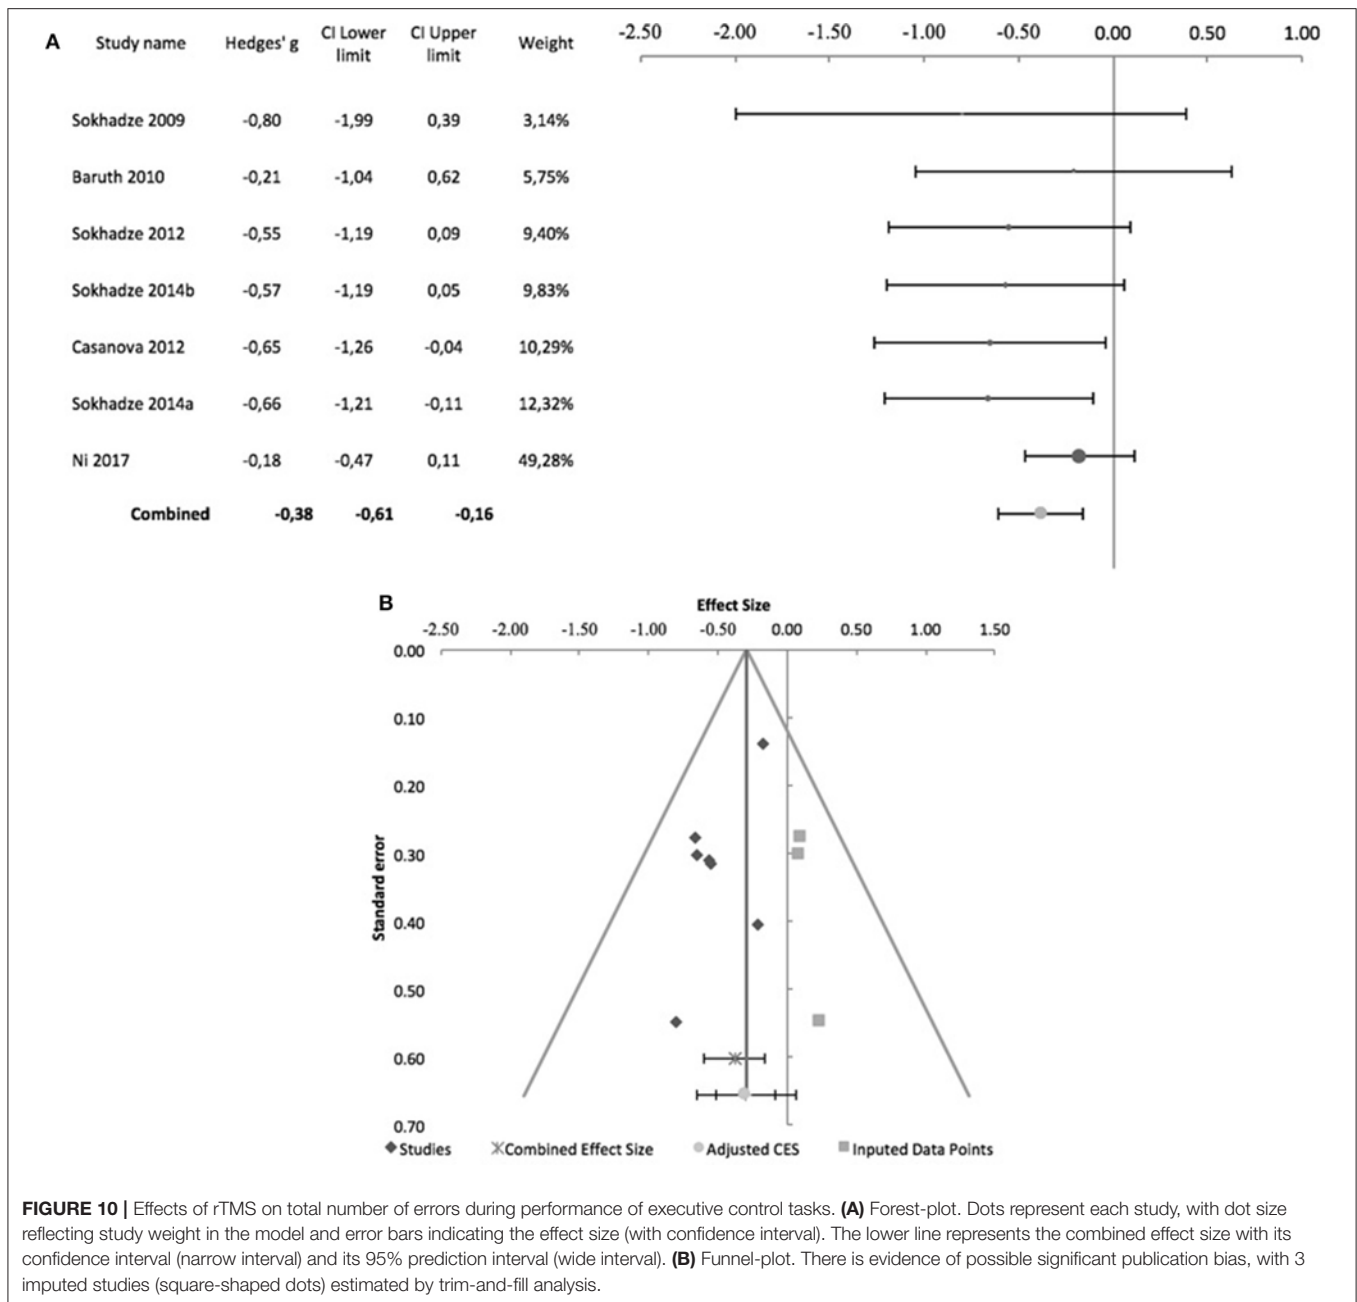 A
Study name Hedges' g CI Lower limit CI Upper limit Weight
-2.50 -2.00 -1.50 -1.00 -0.50 0.00 0.50 1.00
Sokhadze 2009 -0,80 -1,99 0,39 3,14%
Baruth 2010 -0,21 -1,04 0,62 5,75%
Sokhadze 2012 -0,55 -1,19 0,09 9,40%
Sokhadze 2014b -0,57 -1,19 0,05 9,83%
Casanova 2012 -0,65 -1,26 -0,04 10,29%
Sokhadze 2014a -0,66 -1,21 -0,11 12,32%
Ni 2017 -0,18 -0,47 0,11 49,28%
Combined -0,38 -0,61 -0,16
B
Effect Size
-2.50 -2.00 -1.50 -1.00 -0.50 0.00 0.50 1.00 1.50
Standard error
0.00
0.10
0.20
0.30
0.40
0.50
0.60
0.70
Studies Combined Effect Size Adjusted CES Inputed Data Points
FIGURE 10 | Effects of rTMS on total number of errors during performance of executive control tasks. (A) Forest-plot. Dots represent each study, with dot size
reflecting study weight in the model and error bars indicating the effect size (with confidence interval). The lower line represents the combined effect size with its
confidence interval (narrow interval) and its 95% prediction interval (wide interval). (B) Funnel-plot. There is evidence of possible significant publication bias, with 3
imputed studies (square-shaped dots) estimated by trim-and-fill analysis.